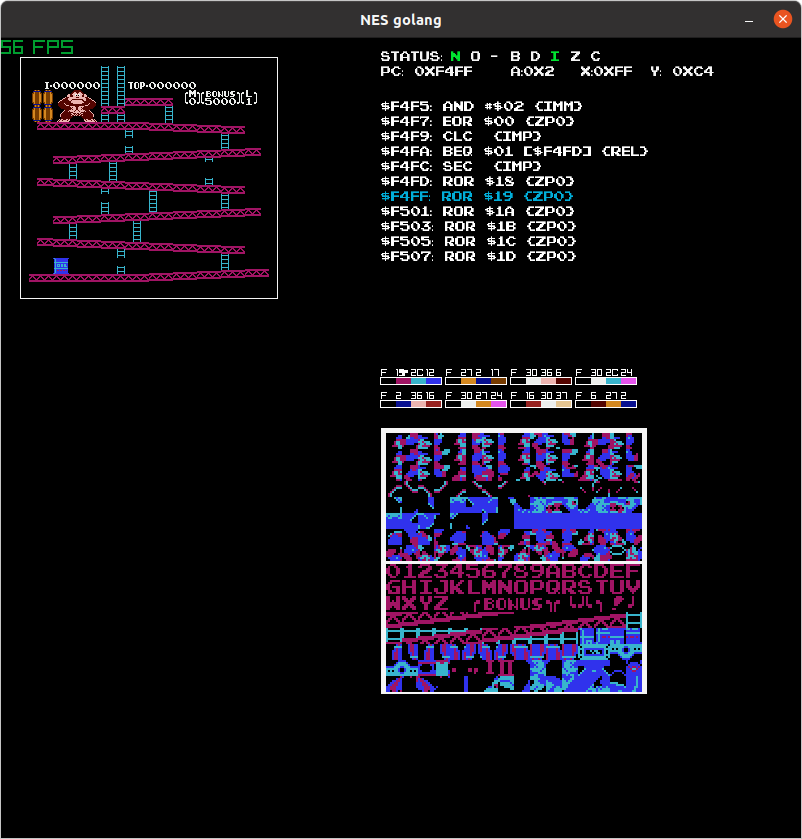 NES golang
56 FPS
I-000000 TOP-000000
[M][BONUS][L]
[0][5000][1]
STATUS: N O - B D I Z C
PC: 0XF4FF A:0X2 X:0XFF Y: 0XC4
$F4F5: AND #$02 {IMM}
$F4F7: EOR $00 {ZP0}
$F4F9: CLC {IMP}
$F4FA: BEQ $01 [$F4FD] {REL}
$F4FC: SEC {IMP}
$F4FD: ROR $18 {ZP0}
$F4FF: ROR $19 {ZP0}
$F501: ROR $1A {ZP0}
$F503: ROR $1B {ZP0}
$F505: ROR $1C {ZP0}
$F507: ROR $1D {ZP0}
F 15 2C 12 F 27 2 17 F 30 36 6 F 30 2C 24
F 2 36 16 F 30 27 24 F 16 30 37 F 6 27 2
0123456789ABCDEF
GHIJKLMNOPQRSTUV
WXYZ BONUS